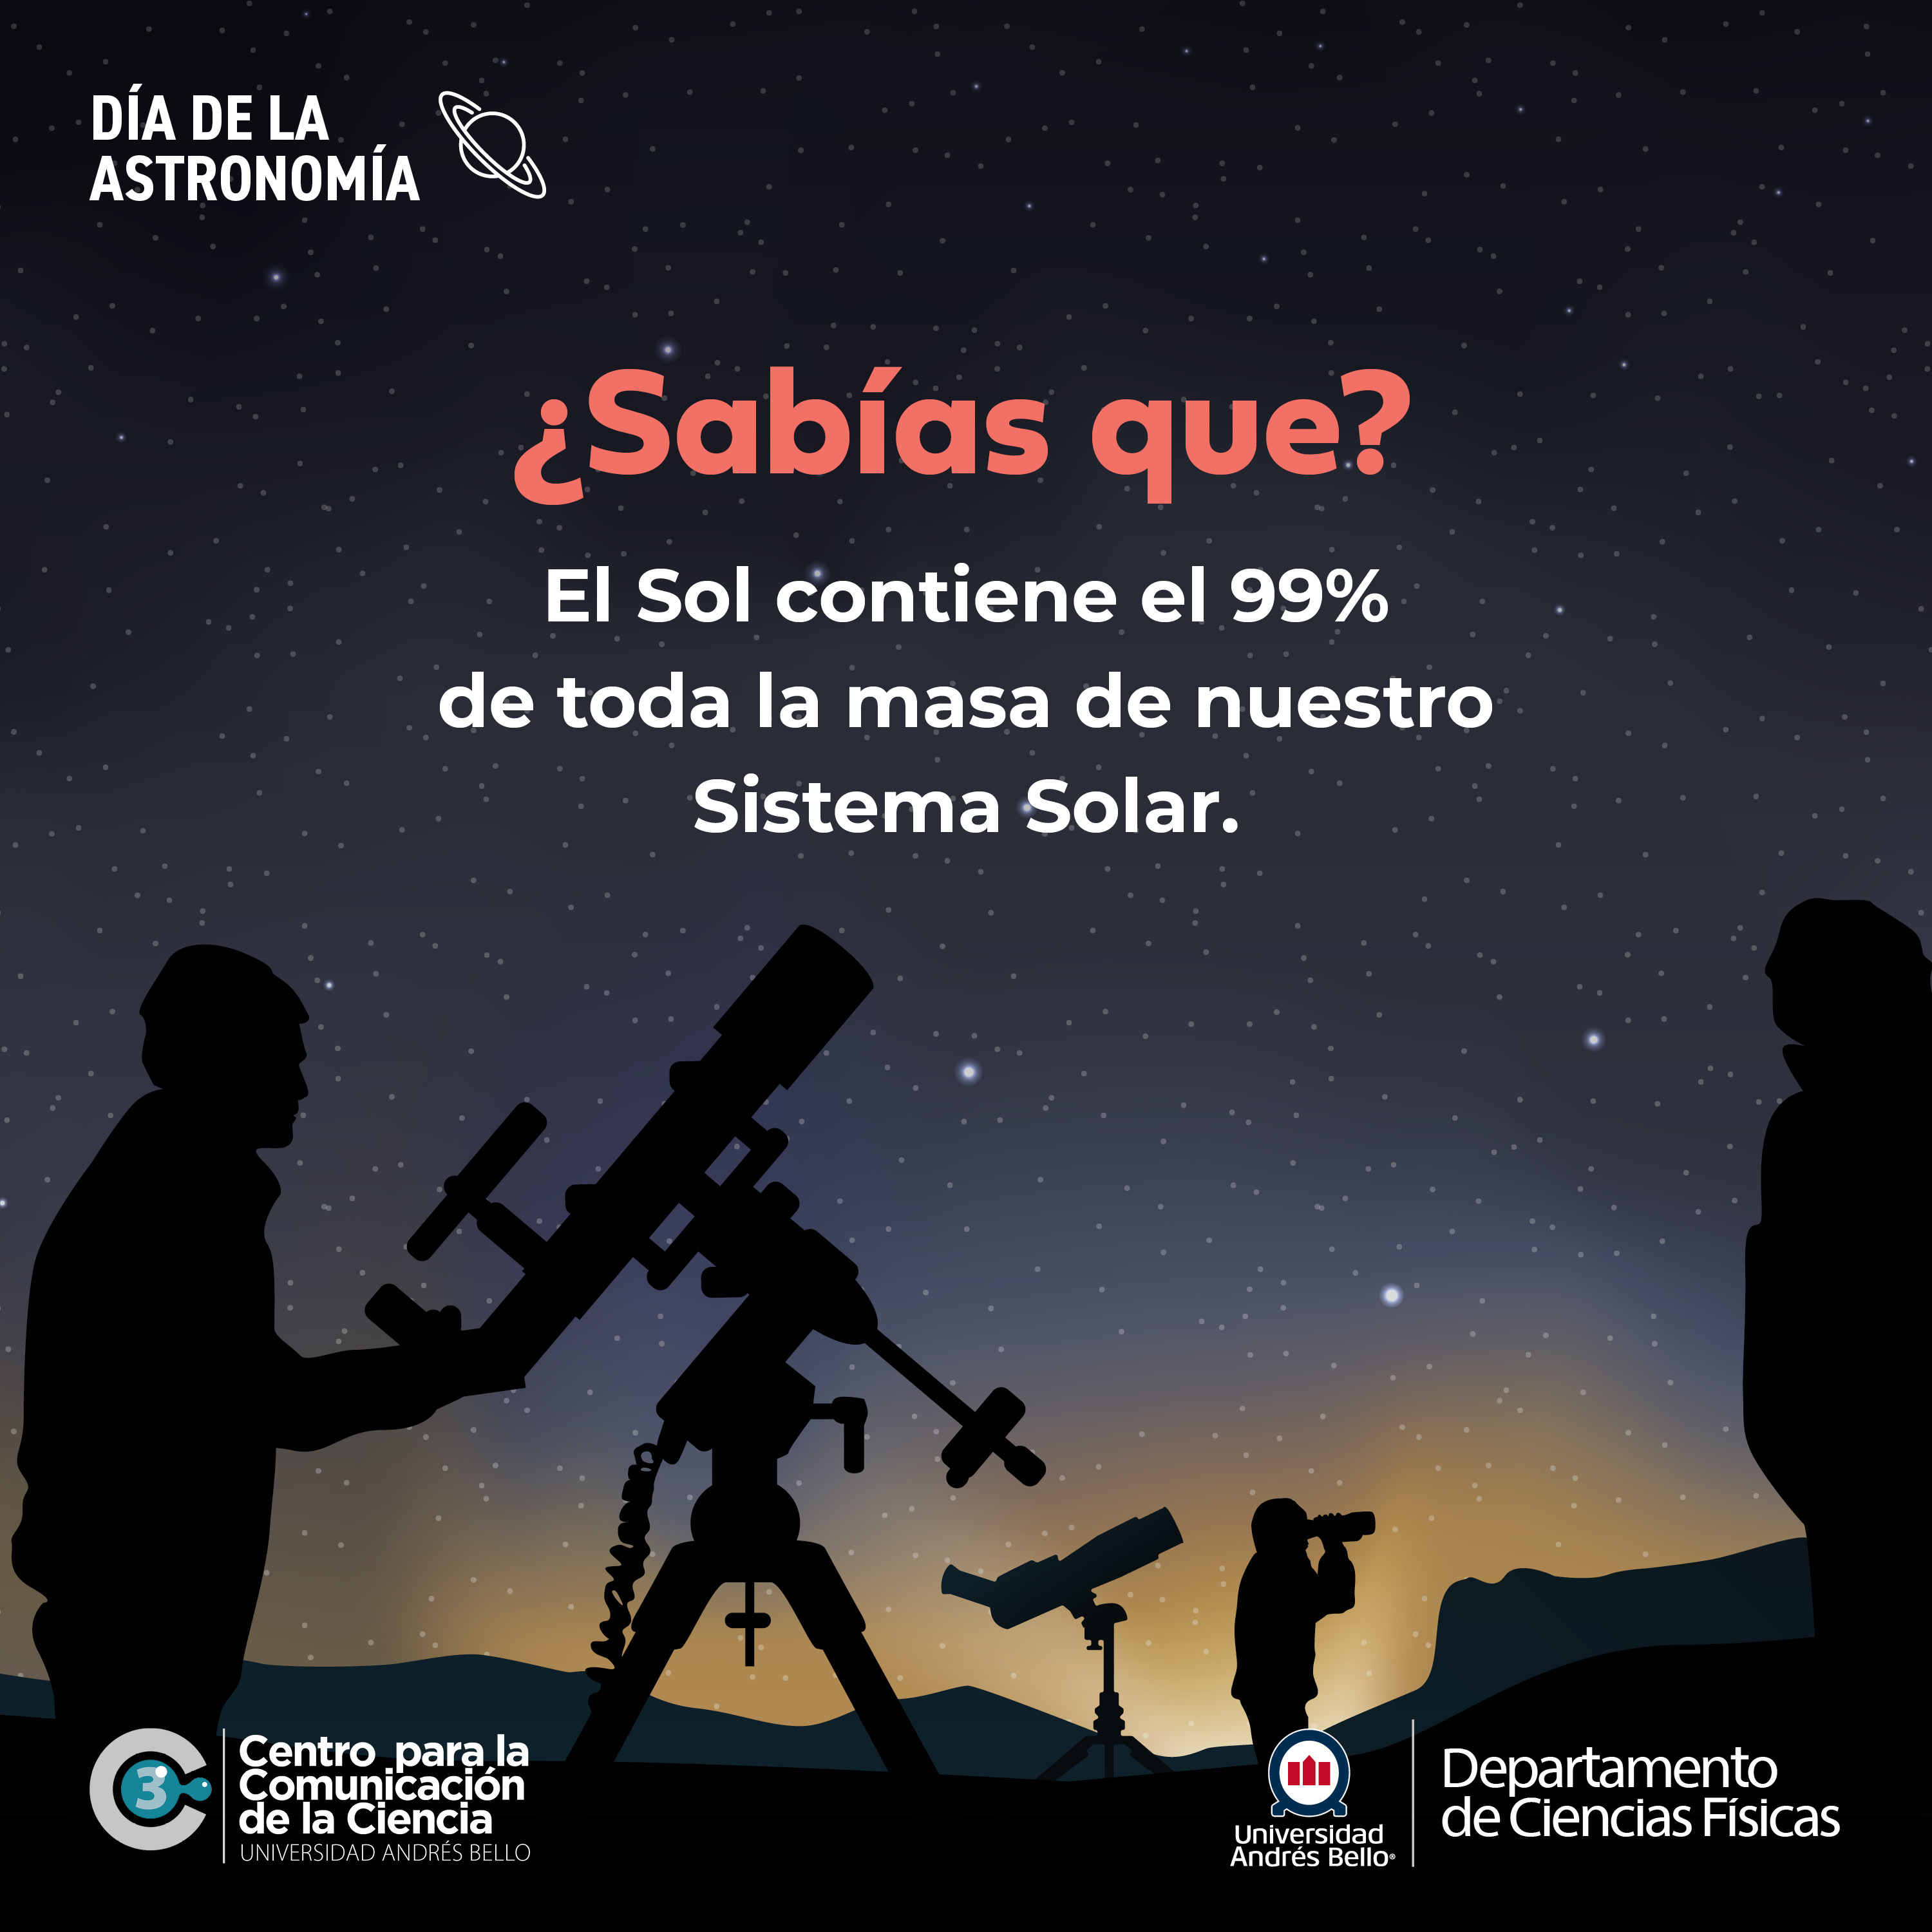 DÍA DE LA
ASTRONOMÍA
¿Sabías que?
El Sol contiene el 99%
de toda la masa de nuestro
Sistema Solar.
3
Centro para la
Comunicación
de la Ciencia
UNIVERSIDAD ANDRÉS BELLO
Universidad
Andrés Bello®
Departamento
de Ciencias Físicas